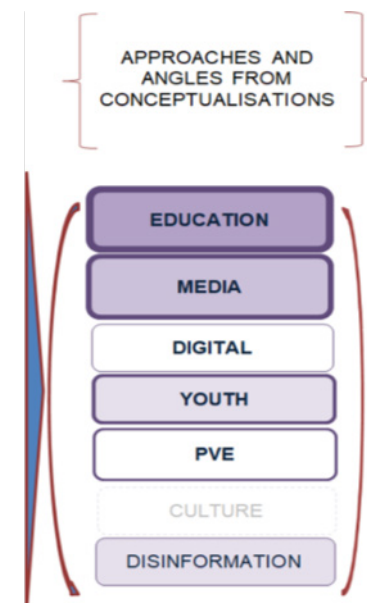 APPROACHES AND
ANGLES FROM
CONCEPTUALISATIONS
EDUCATION
MEDIA
DIGITAL
YOUTH
PVE
CULTURE
DISINFORMATION